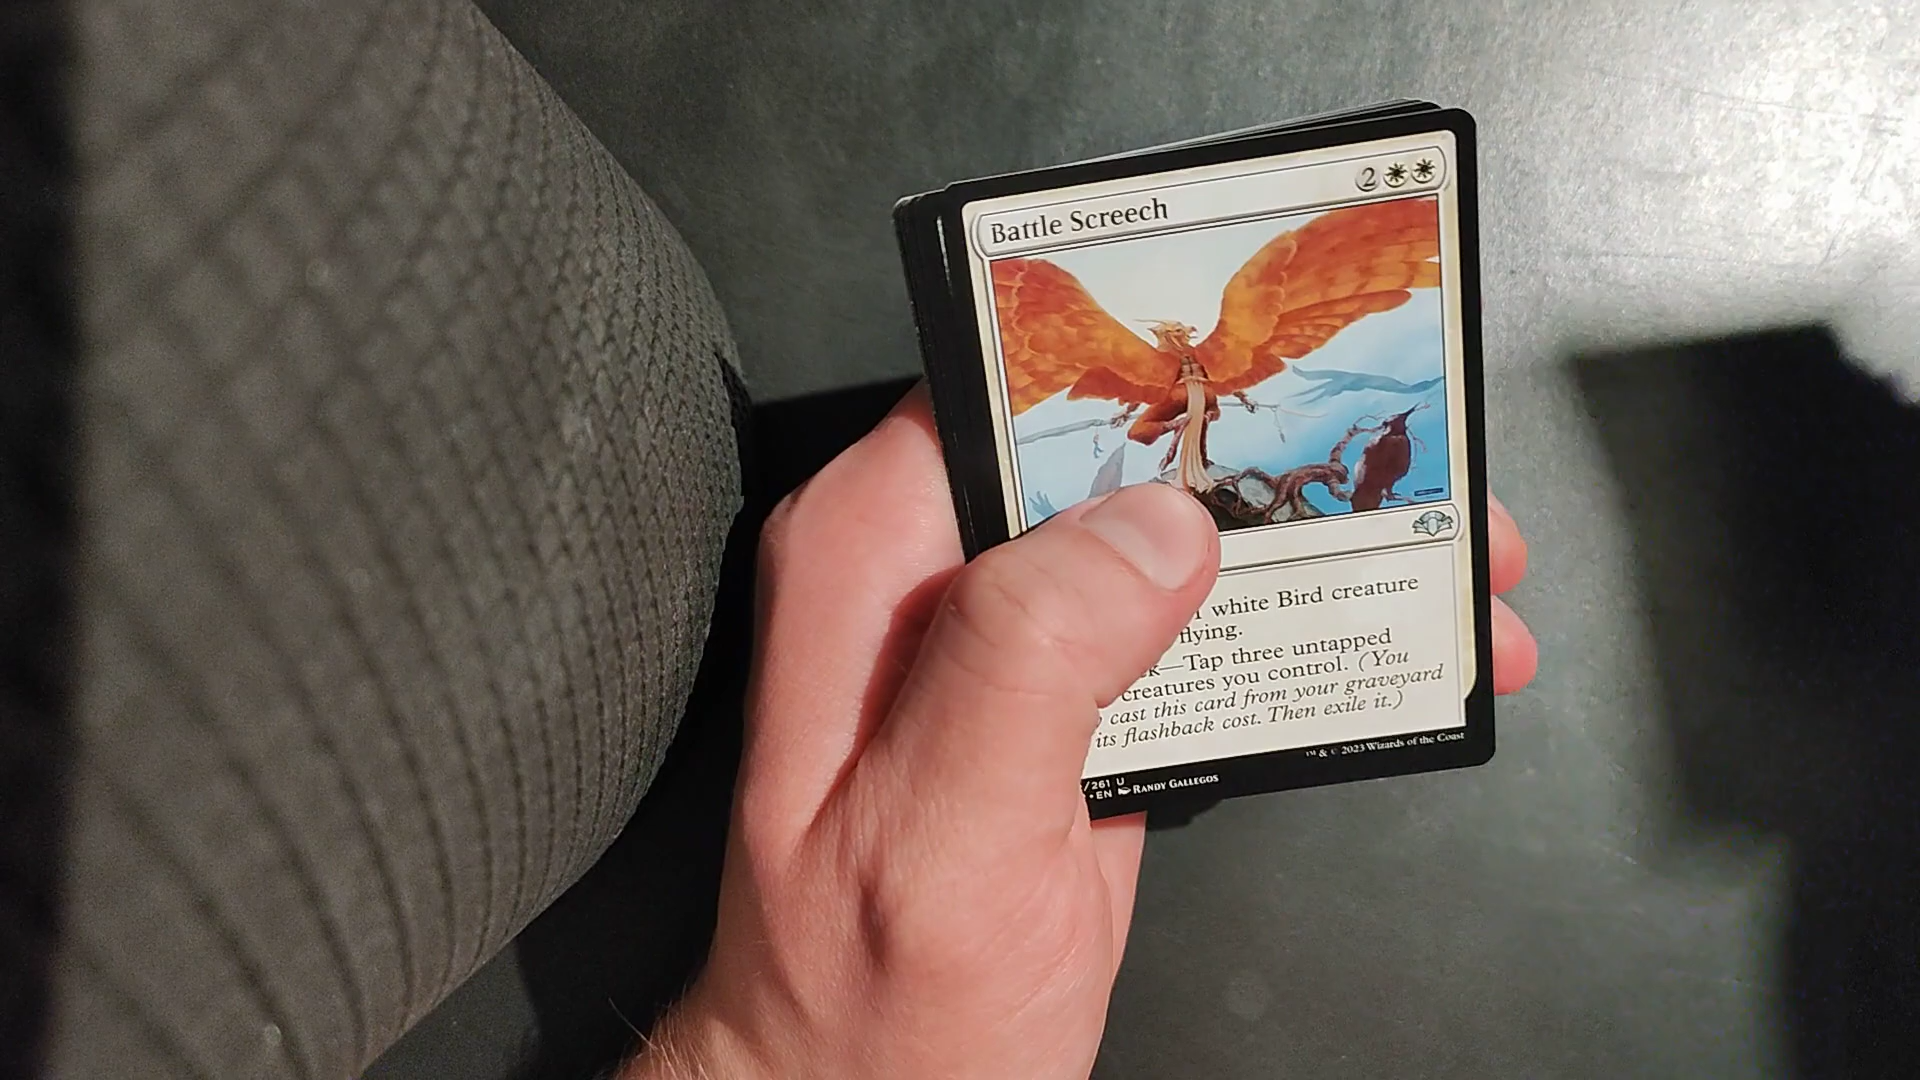 Battle Screech
2
white Bird creature
flying.
—Tap three untapped
creatures you control. (You
cast this card from your graveyard
its flashback cost. Then exile it.)
™ & © 2023 Wizards of the Coast
/261 U
• EN Randy Gallegos